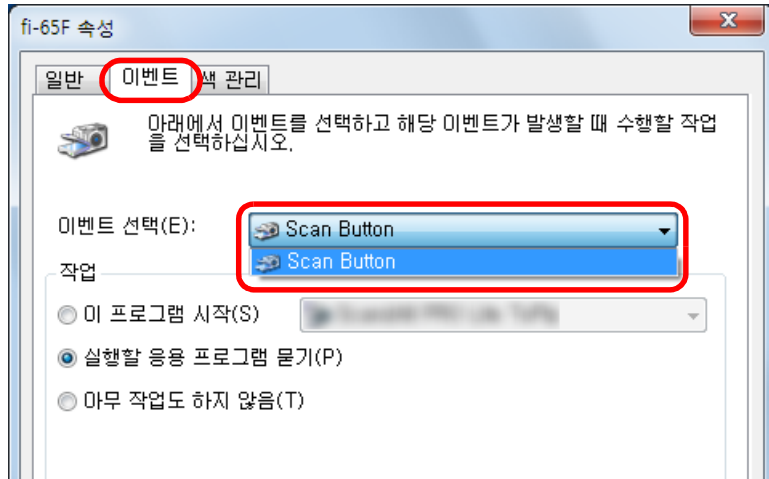 fi-65F 속성
일반 이벤트 색 관리
아래에서 이벤트를 선택하고 해당 이벤트가 발생할 때 수행할 작업
을 선택하십시오.
이벤트 선택(E): Scan Button
Scan Button
작업
이 프로그램 시작(S)
실행할 응용 프로그램 묻기(P)
아무 작업도 하지 않음(T)